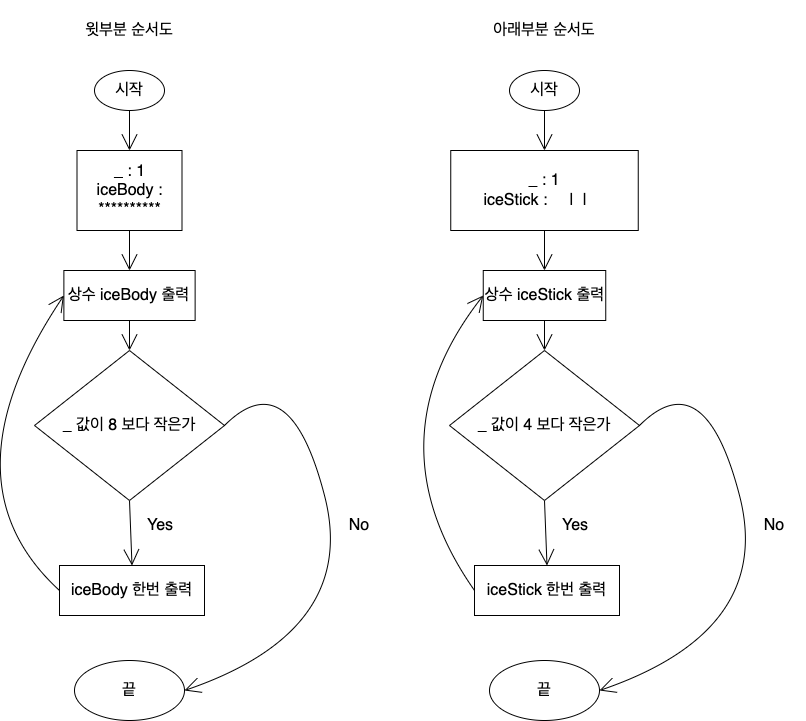 윗부분 순서도
시작
_ : 1
iceBody :
**********
상수 iceBody 출력
_ 값이 8 보다 작은가
Yes
No
iceBody 한번 출력
끝
아래부분 순서도
시작
_ : 1
iceStick :    | |
상수 iceStick 출력
_ 값이 4 보다 작은가
Yes
No
iceStick 한번 출력
끝